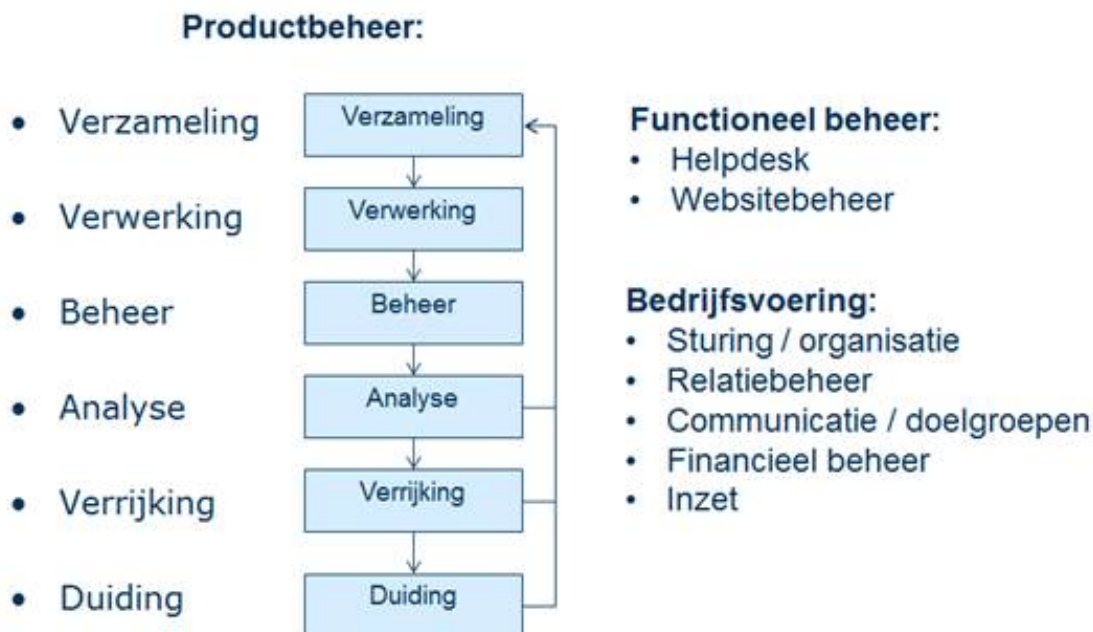 Productbeheer:
• Verzameling
• Verwerking
• Beheer
• Analyse
• Verrijking
• Duiding
Verzameling
Verwerking
Beheer
Analyse
Verrijking
Duiding
Functioneel beheer:
• Helpdesk
• Websitebeheer
Bedrijfsvoering:
• Sturing / organisatie
• Relatiebeheer
• Communicatie / doelgroepen
• Financieel beheer
• Inzet